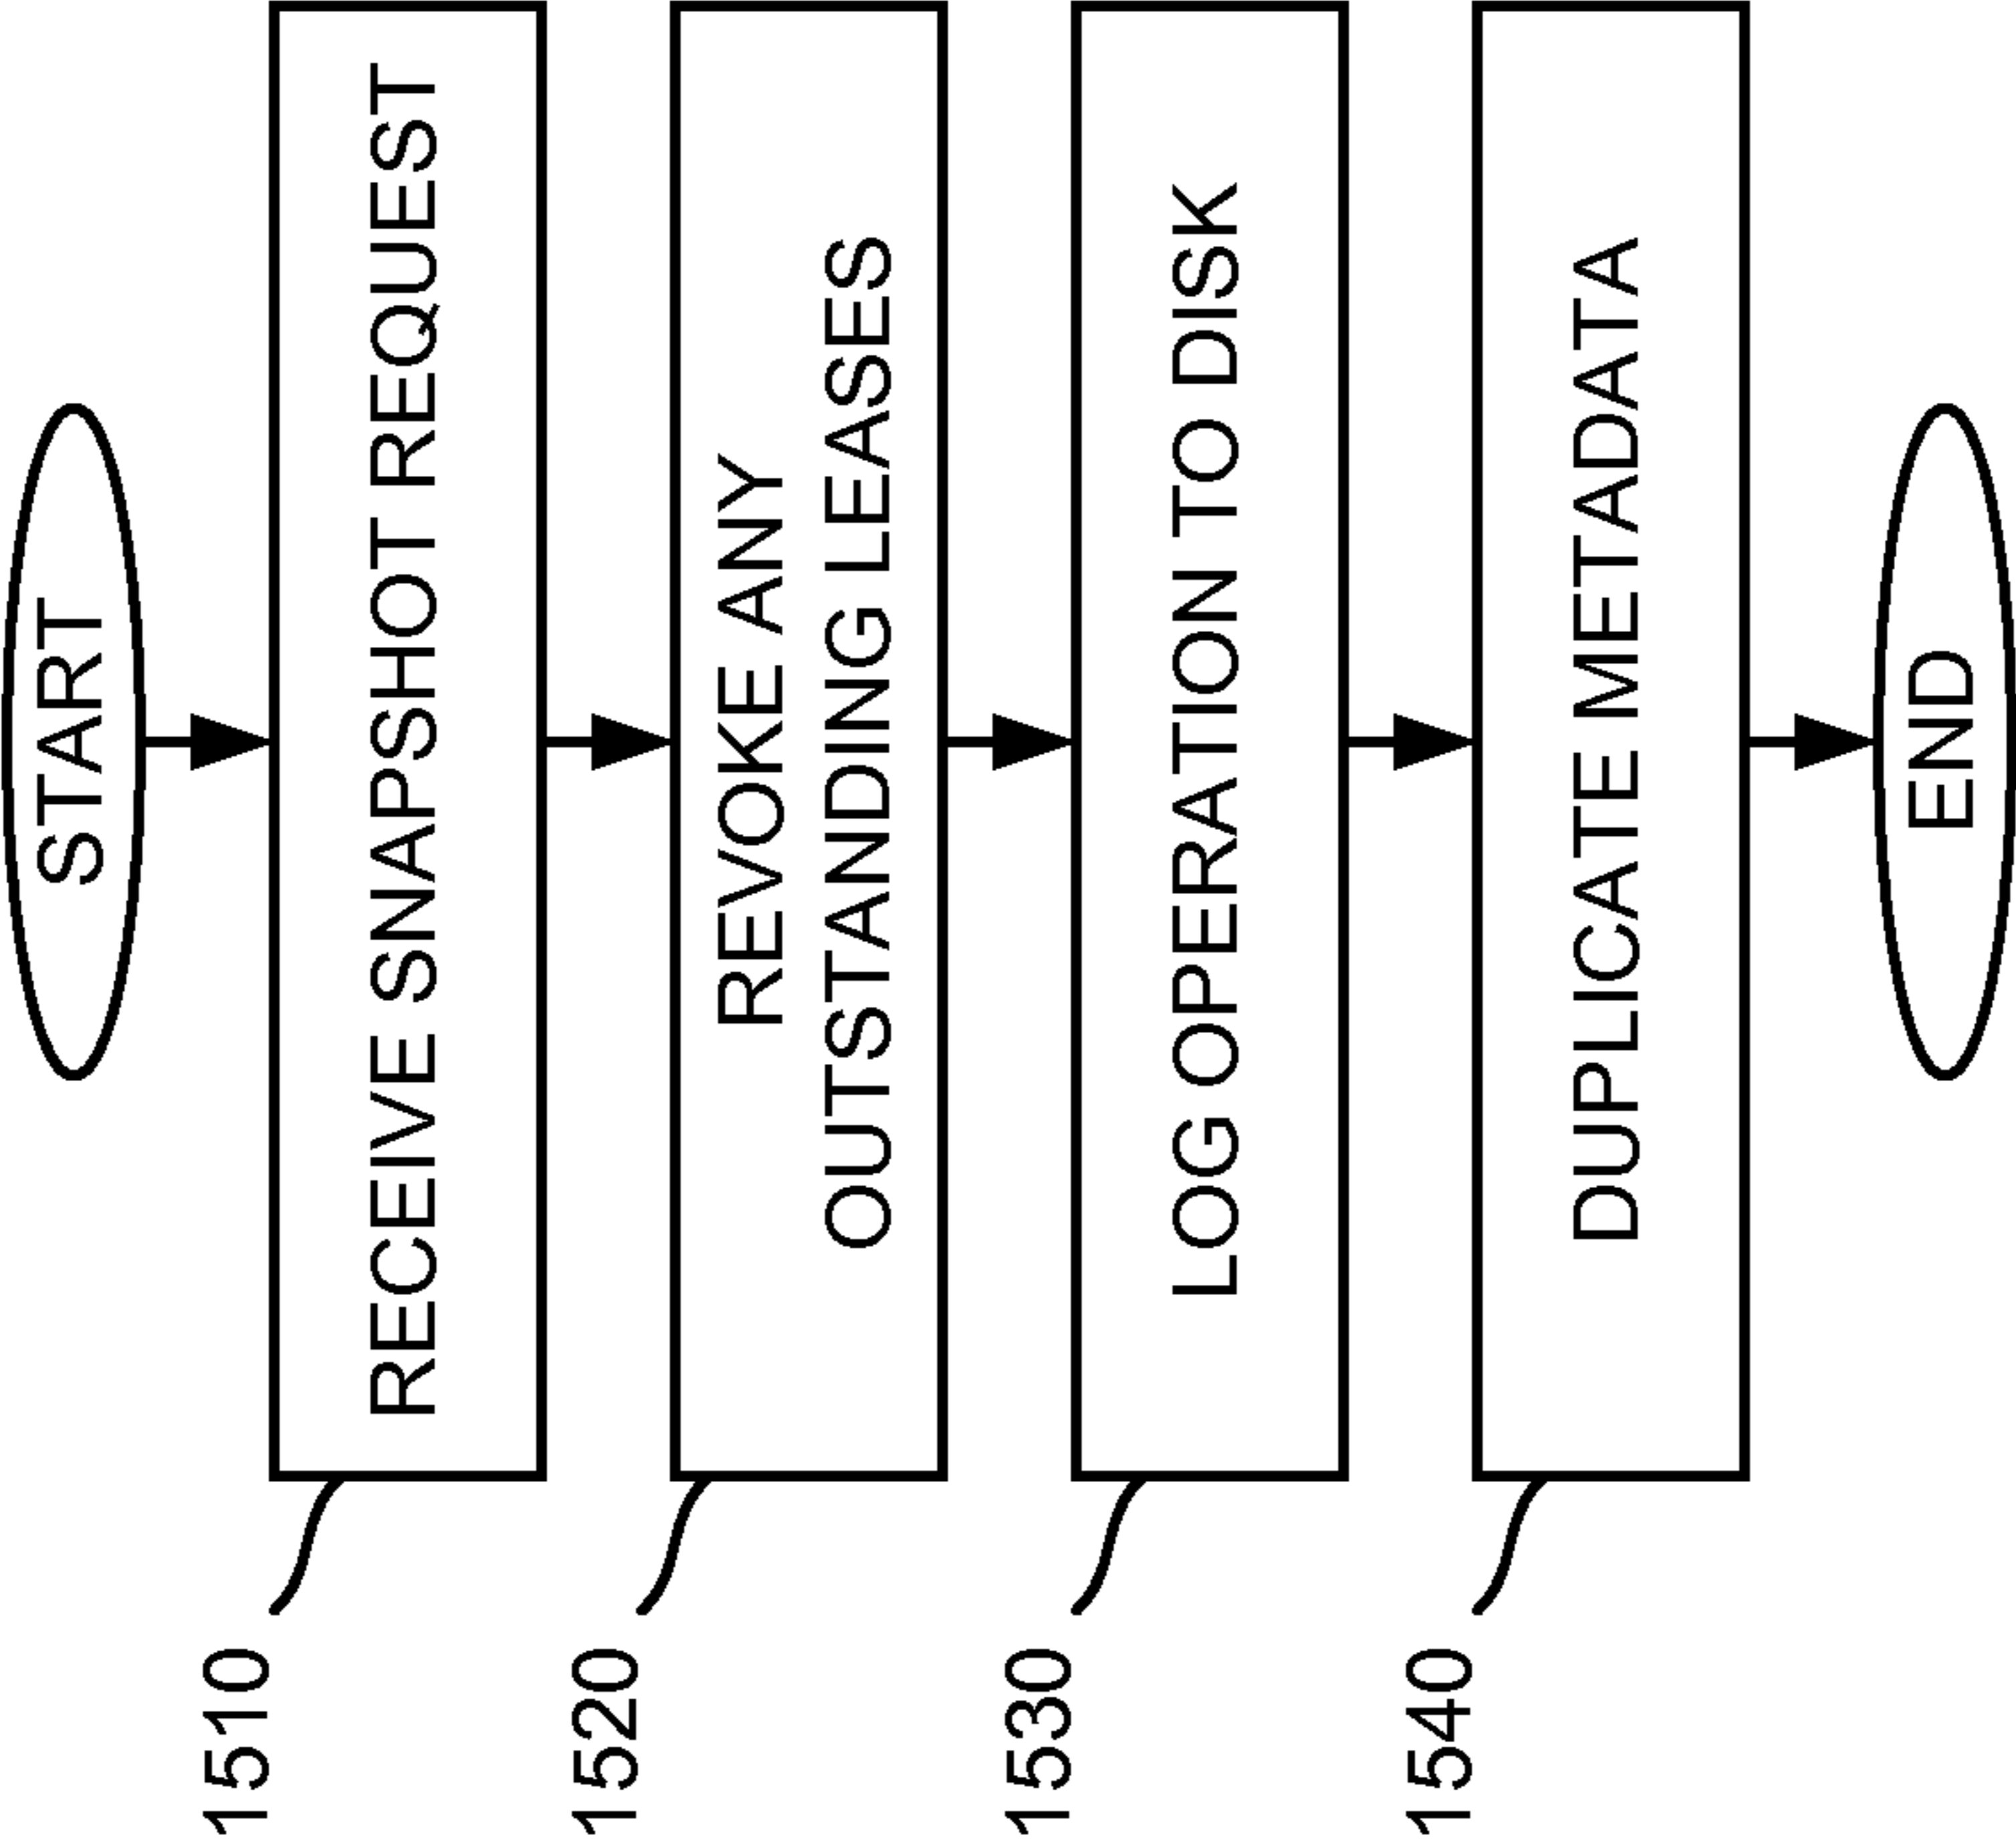 START
1510
RECEIVE SNAPSHOT REQUEST
1520
REVOKE ANY
OUTSTANDING LEASES
1530
LOG OPERATION TO DISK
1540
DUPLICATE METADATA
END